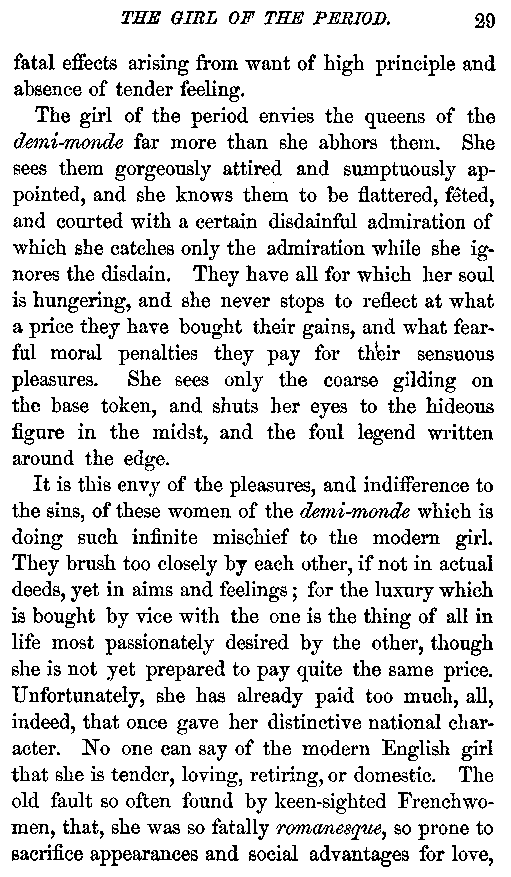 THE GIRL OF THE PERIOD. 29
fatal effects arising from want of high principle and
absence of tender feeling.
The girl of the period envies the queens of the
demi-monde far more than she abhors them. She
sees them gorgeously attired and sumptuously ap-
pointed, and she knows them to be flattered, fêted,
and courted with a certain disdainful admiration of
which she catches only the admiration while she ig-
nores the disdain. They have all for which her soul
is hungering, and she never stops to reflect at what
a price they have bought their gains, and what fear-
ful moral penalties they pay for their sensuous
pleasures. She sees only the coarse gilding on
the base token, and shuts her eyes to the hideous
figure in the midst, and the foul legend written
around the edge.
It is this envy of the pleasures, and indifference to
the sins, of these women of the demi-monde which is
doing such infinite mischief to the modern girl.
They brush too closely by each other, if not in actual
deeds, yet in aims and feelings; for the luxury which
is bought by vice with the one is the thing of all in
life most passionately desired by the other, though
she is not yet prepared to pay quite the same price.
Unfortunately, she has already paid too much, all,
indeed, that once gave her distinctive national char-
acter. No one can say of the modern English girl
that she is tender, loving, retiring, or domestic. The
old fault so often found by keen-sighted Frenchwo-
men, that, she was so fatally romanesque, so prone to
sacrifice appearances and social advantages for love,